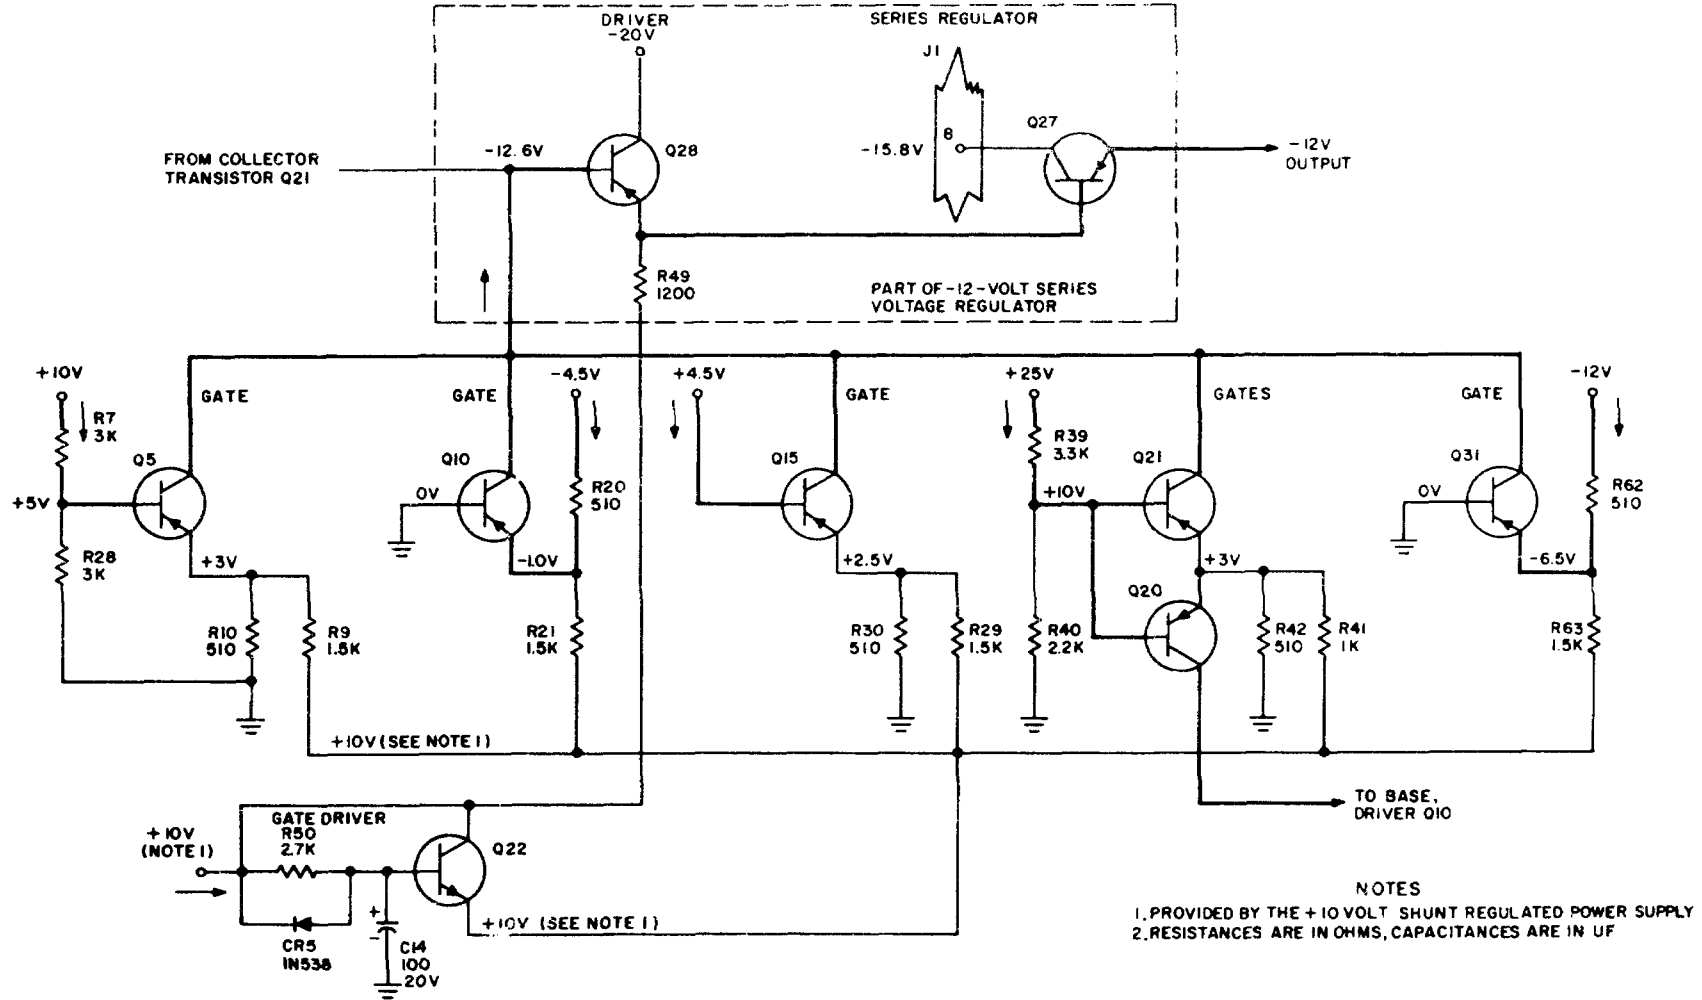 DRIVER
-20V
SERIES REGULATOR
J1
8
-15.8V
Q27
-12V
OUTPUT
FROM COLLECTOR
TRANSISTOR Q21
-12.6V
Q28
R49
1200
PART OF -12-VOLT SERIES
VOLTAGE REGULATOR
+10V
R7
3K
GATE
Q5
+5V
R28
3K
+3V
R10
510
R9
1.5K
GATE
-4.5V
Q10
0V
R20
510
-1.0V
R21
1.5K
+4.5V
GATE
Q15
+2.5V
R30
510
R29
1.5K
+25V
R39
3.3K
GATES
Q21
+10V
+3V
Q20
R40
2.2K
R42
510
R41
1K
GATE
-12V
Q31
0V
R62
510
-6.5V
R63
1.5K
+10V (SEE NOTE 1)
TO BASE,
DRIVER Q10
GATE DRIVER
+10V
(NOTE 1)
R50
2.7K
Q22
CR5
1N538
+
-
C14
100
20V
+10V (SEE NOTE 1)
NOTES
1. PROVIDED BY THE +10 VOLT SHUNT REGULATED POWER SUPPLY
2. RESISTANCES ARE IN OHMS, CAPACITANCES ARE IN UF